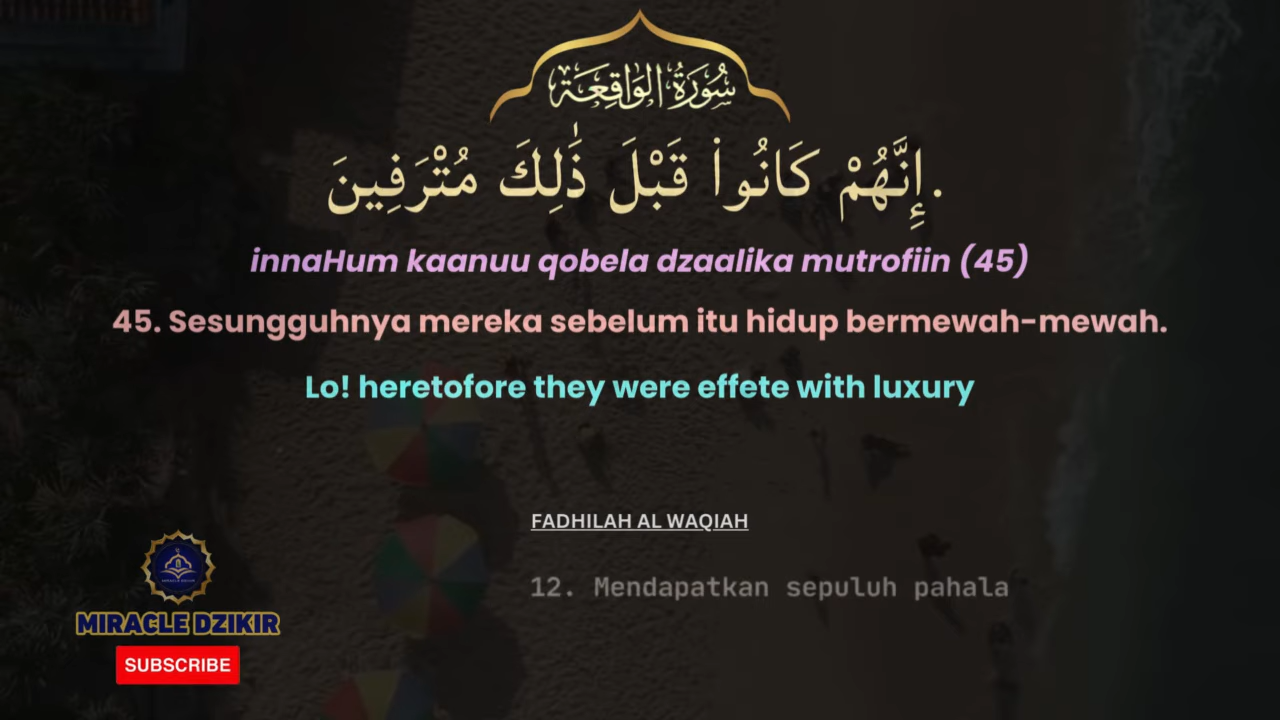 سُورَةُ الوَاقِعَة
إِنَّهُمْ كَانُوا۟ قَبْلَ ذَٰلِكَ مُتْرَفِينَ.
innaHum kaanuu qobela dzaalika mutrofiin (45)
45. Sesungguhnya mereka sebelum itu hidup bermewah-mewah.
Lo! heretofore they were effete with luxury
FADHILAH AL WAQIAH
12. Mendapatkan sepuluh pahala
MIRACLE DZIKIR
SUBSCRIBE